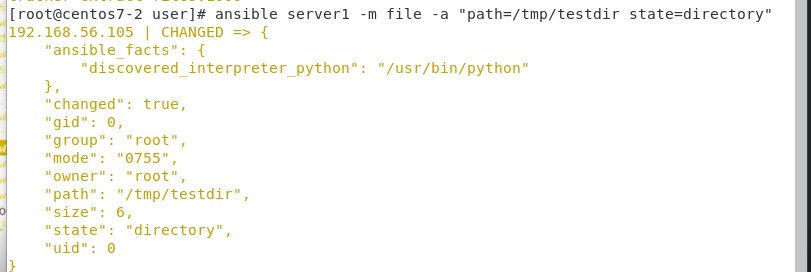 [root@centos7-2 user]# ansible server1 -m file -a "path=/tmp/testdir state=directory"
192.168.56.105 | CHANGED => {
    "ansible_facts": {
        "discovered_interpreter_python": "/usr/bin/python"
    },
    "changed": true,
    "gid": 0,
    "group": "root",
    "mode": "0755",
    "owner": "root",
    "path": "/tmp/testdir",
    "size": 6,
    "state": "directory",
    "uid": 0
}